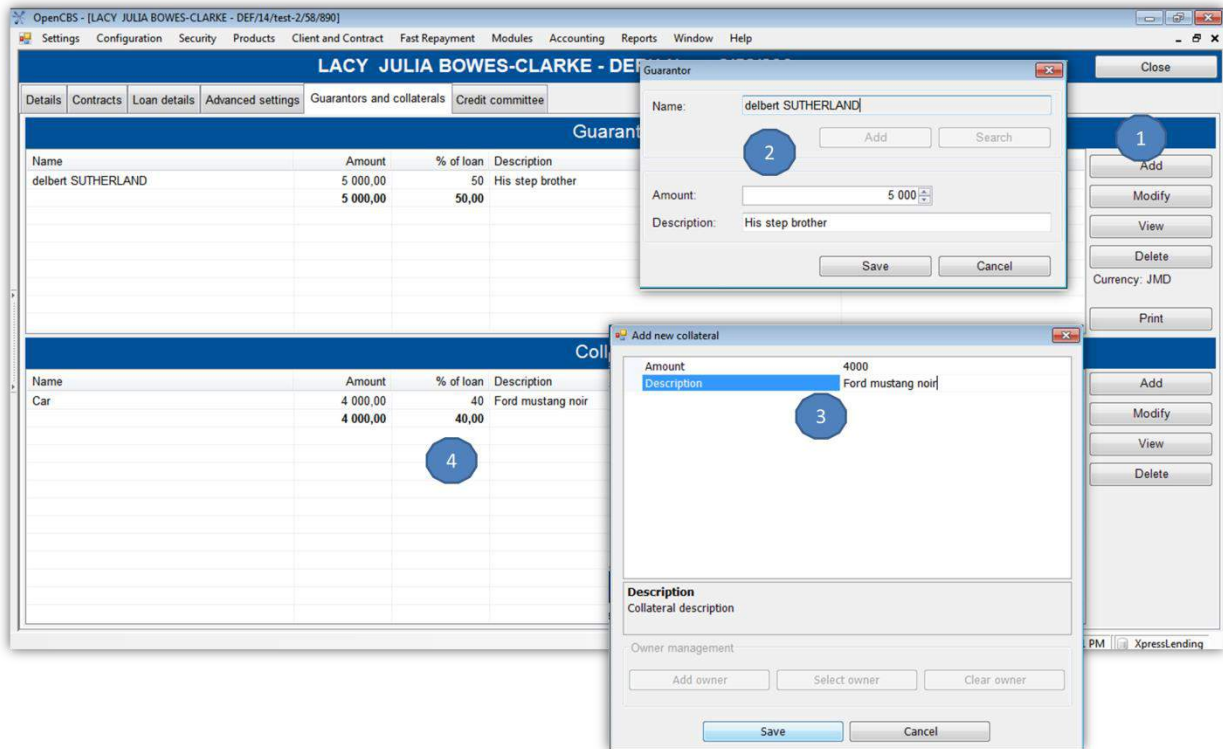 OpenCBS - [LACY JULIA BOWES-CLARKE - DEF/14/test-2/58/890]
Settings Configuration Security Products Client and Contract Fast Repayment Modules Accounting Reports Window Help
LACY JULIA BOWES-CLARKE - DEF
Close
Details Contracts Loan details Advanced settings Guarantors and collaterals Credit committee
Guarant
Name Amount % of loan Description
delbert SUTHERLAND 5 000,00 50 His step brother
5 000,00 50,00
Guarantor
Name: delbert SUTHERLAND
Add Search
2
Amount: 5 000
Description: His step brother
Save Cancel
1
Add
Modify
View
Delete
Currency: JMD
Print
Coll
Name Amount % of loan Description
Car 4 000,00 40 Ford mustang noir
4 000,00 40,00
4
Add new collateral
Amount 4000
Description Ford mustang noir
3
Description
Collateral description
Owner management
Add owner Select owner Clear owner
Save Cancel
Add
Modify
View
Delete
PM XpressLending